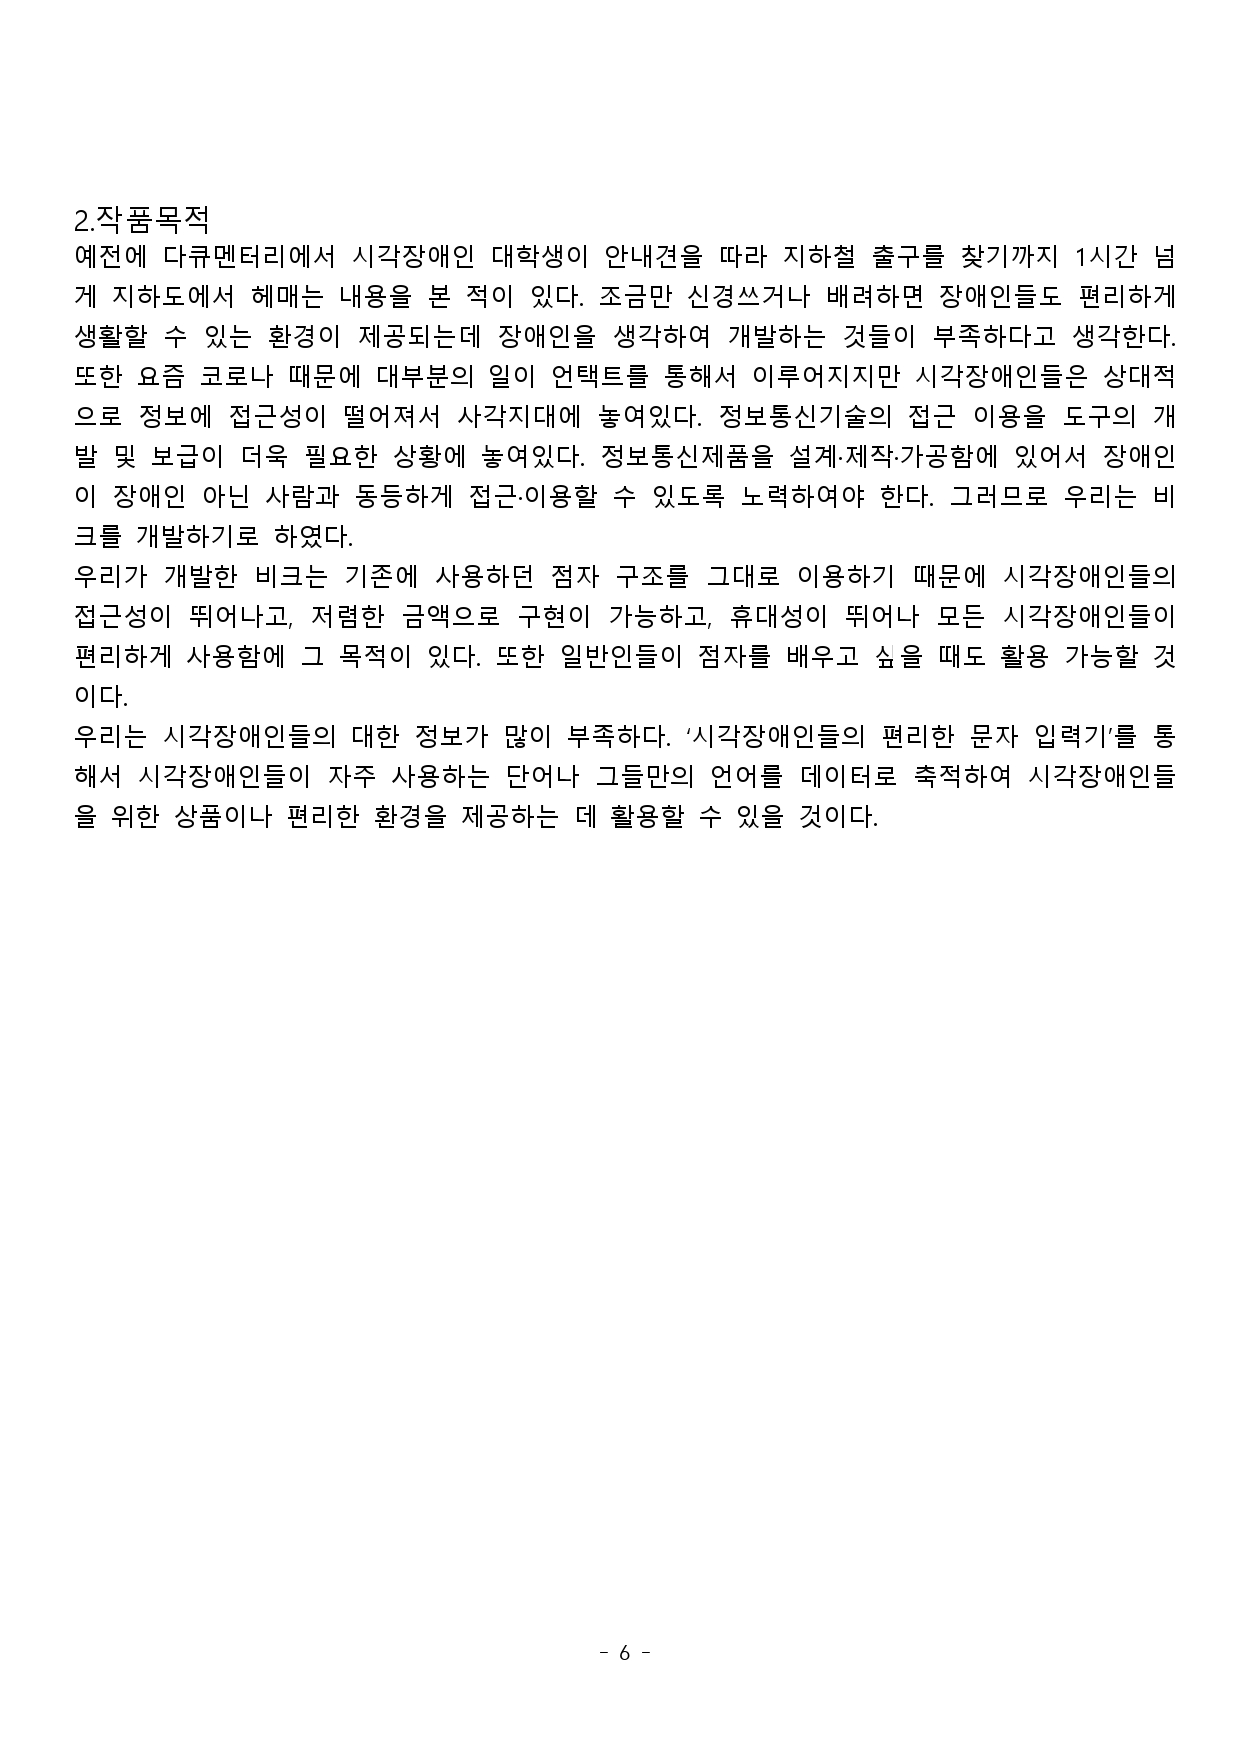 2.작품목적
예전에 다큐멘터리에서 시각장애인 대학생이 안내견을 따라 지하철 출구를 찾기까지 1시간 넘
게 지하도에서 헤매는 내용을 본 적이 있다. 조금만 신경쓰거나 배려하면 장애인들도 편리하게
생활할 수 있는 환경이 제공되는데 장애인을 생각하여 개발하는 것들이 부족하다고 생각한다.
또한 요즘 코로나 때문에 대부분의 일이 언택트를 통해서 이루어지지만 시각장애인들은 상대적
으로 정보에 접근성이 떨어져서 사각지대에 놓여있다. 정보통신기술의 접근 이용을 도구의 개
발 및 보급이 더욱 필요한 상황에 놓여있다. 정보통신제품을 설계·제작·가공함에 있어서 장애인
이 장애인 아닌 사람과 동등하게 접근·이용할 수 있도록 노력하여야 한다. 그러므로 우리는 비
크를 개발하기로 하였다.
우리가 개발한 비크는 기존에 사용하던 점자 구조를 그대로 이용하기 때문에 시각장애인들의
접근성이 뛰어나고, 저렴한 금액으로 구현이 가능하고, 휴대성이 뛰어나 모든 시각장애인들이
편리하게 사용함에 그 목적이 있다. 또한 일반인들이 점자를 배우고 싶을 때도 활용 가능할 것
이다.
우리는 시각장애인들의 대한 정보가 많이 부족하다. ‘시각장애인들의 편리한 문자 입력기’를 통
해서 시각장애인들이 자주 사용하는 단어나 그들만의 언어를 데이터로 축적하여 시각장애인들
을 위한 상품이나 편리한 환경을 제공하는 데 활용할 수 있을 것이다.
- 6 -